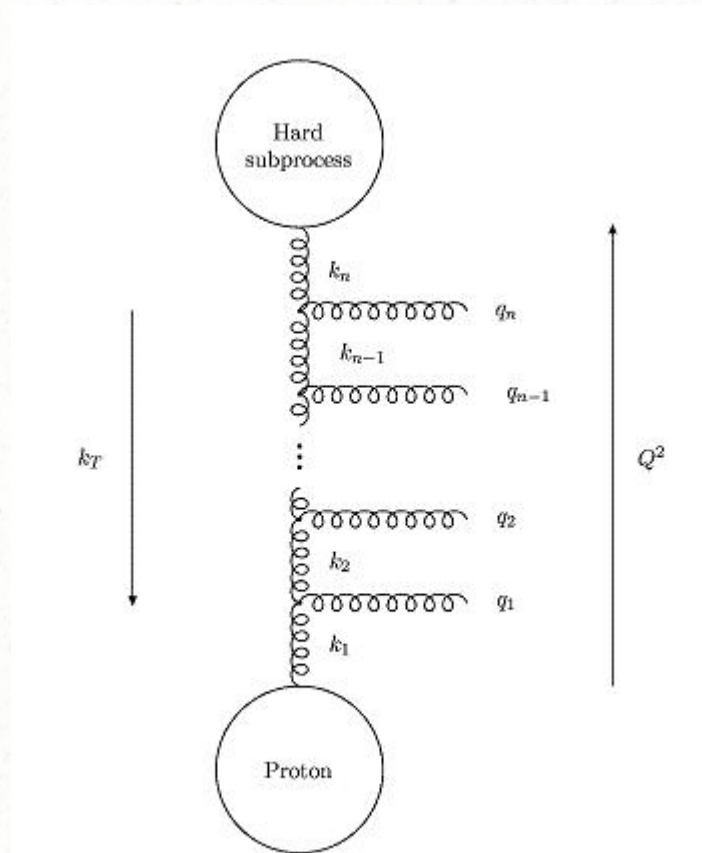 Hard
subprocess
k_n
q_n
k_{n-1}
q_{n-1}
k_T
Q^2
q_2
k_2
q_1
k_1
Proton